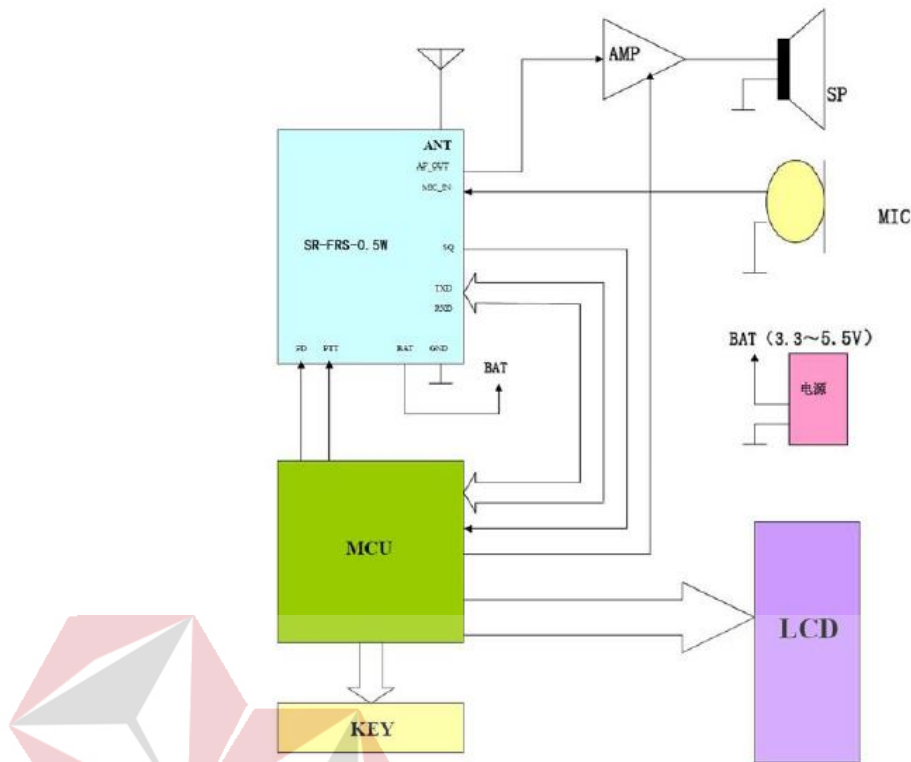 AMP
SP
ANT
AF_OUT
MIC_IN
MIC
SR-FRS-0.5W
SQ
TXD
RXD
PD PTT BAT GND
BAT
BAT (3.3～5.5V)
电源
MCU
LCD
KEY